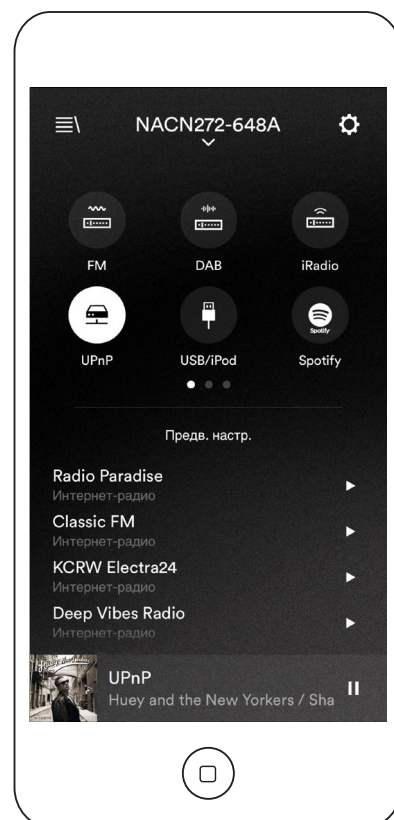 NACN272-648A
FM DAB iRadio
Spotify
UPnP USB/iPod Spotify
Предв. настр.
Radio Paradise
Интернет-радио
Classic FM
Интернет-радио
KCRW Electra24
Интернет-радио
Deep Vibes Radio
Интернет-радио
UPnP
Huey and the New Yorkers / Sha